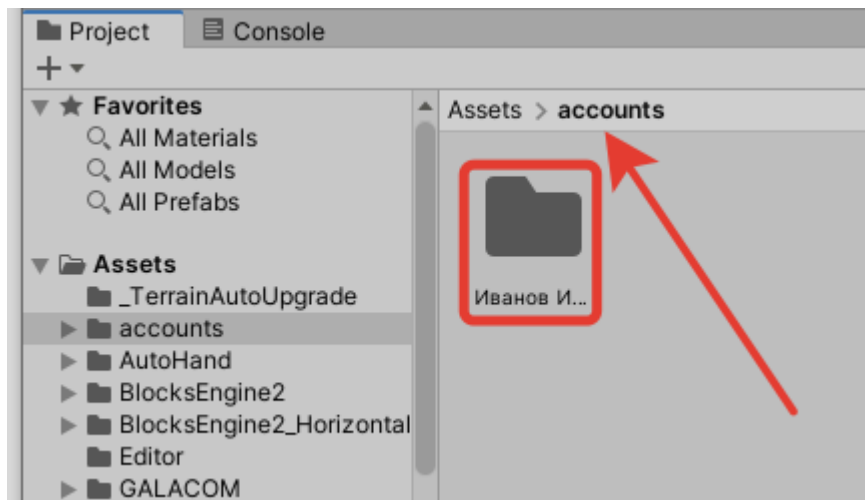 Project
Console
Favorites
All Materials
All Models
All Prefabs
Assets
_TerrainAutoUpgrade
accounts
AutoHand
BlocksEngine2
BlocksEngine2_Horizontal
Editor
GALACOM
Assets > accounts
Иванов И...